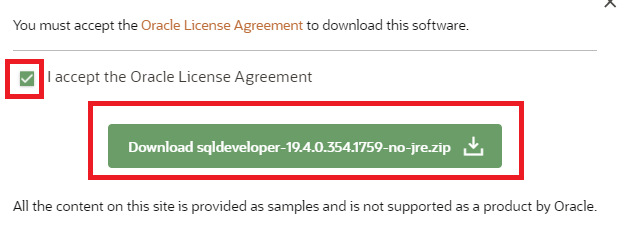 You must accept the Oracle License Agreement to download this software.
I accept the Oracle License Agreement
Download sqldeveloper-19.4.0.354.1759-no-jre.zip
All the content on this site is provided as samples and is not supported as a product by Oracle.